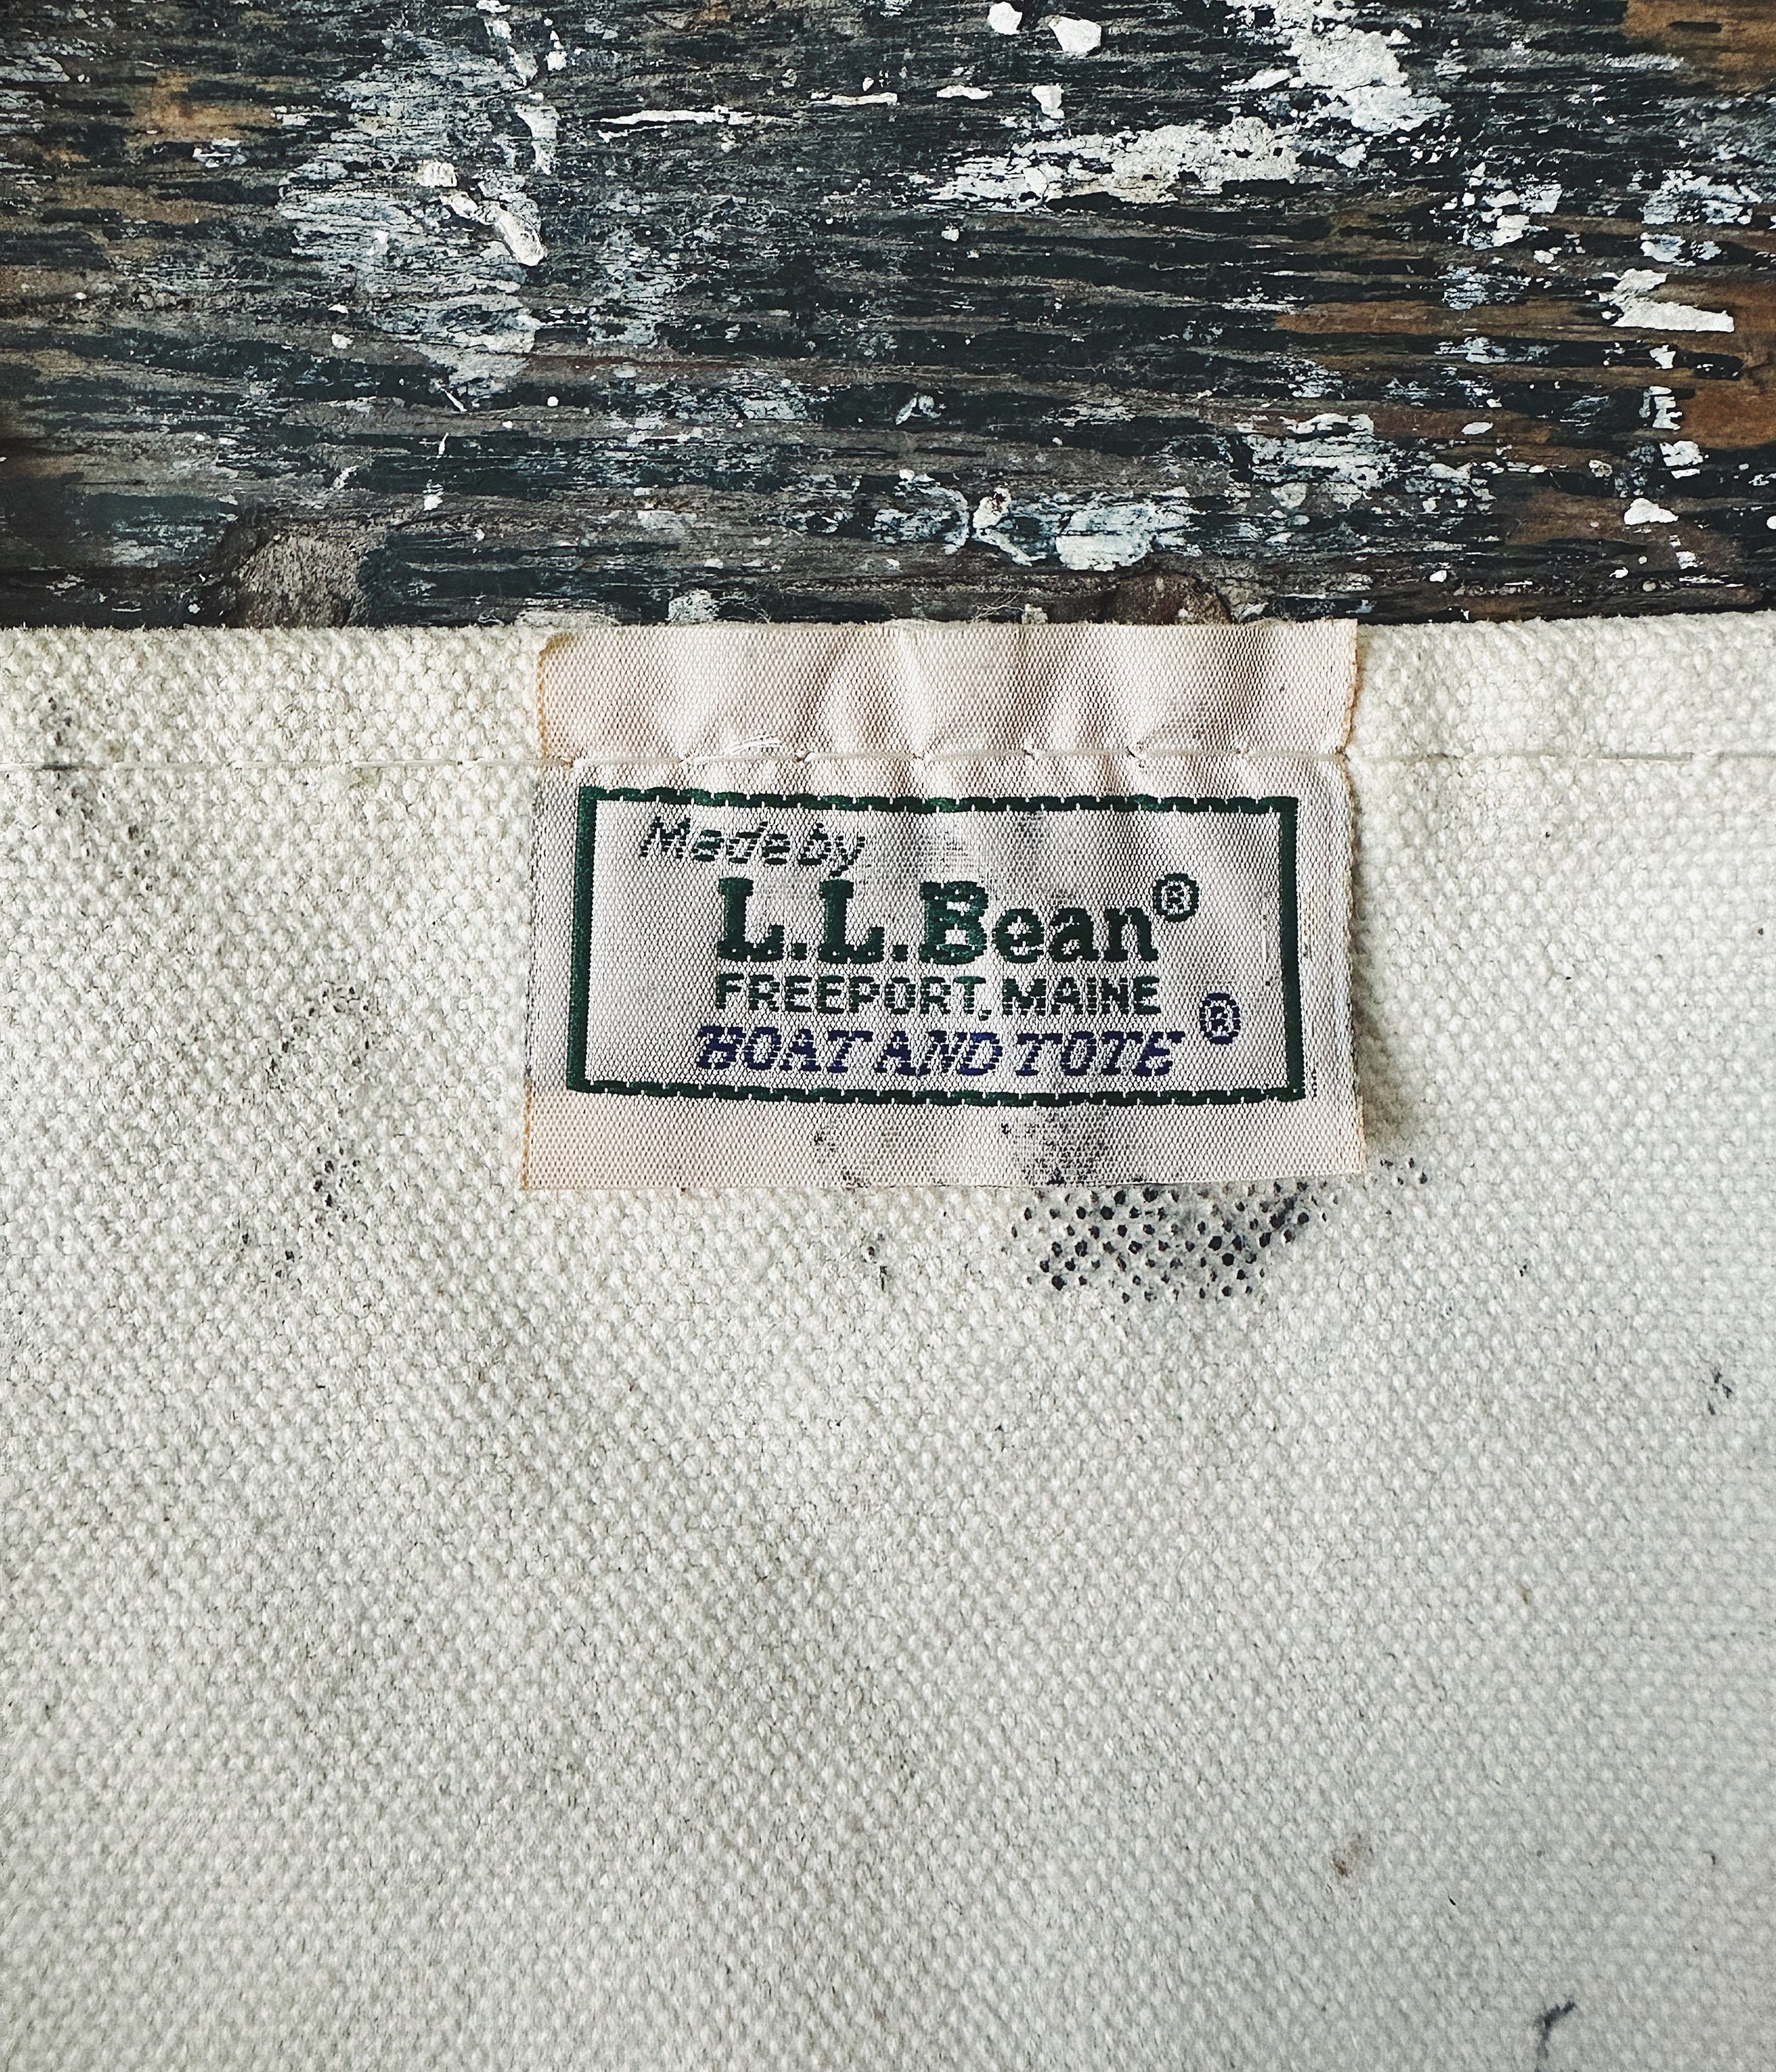 Made by
L.L.Bean®
FREEPORT, MAINE
BOAT AND TOTE®